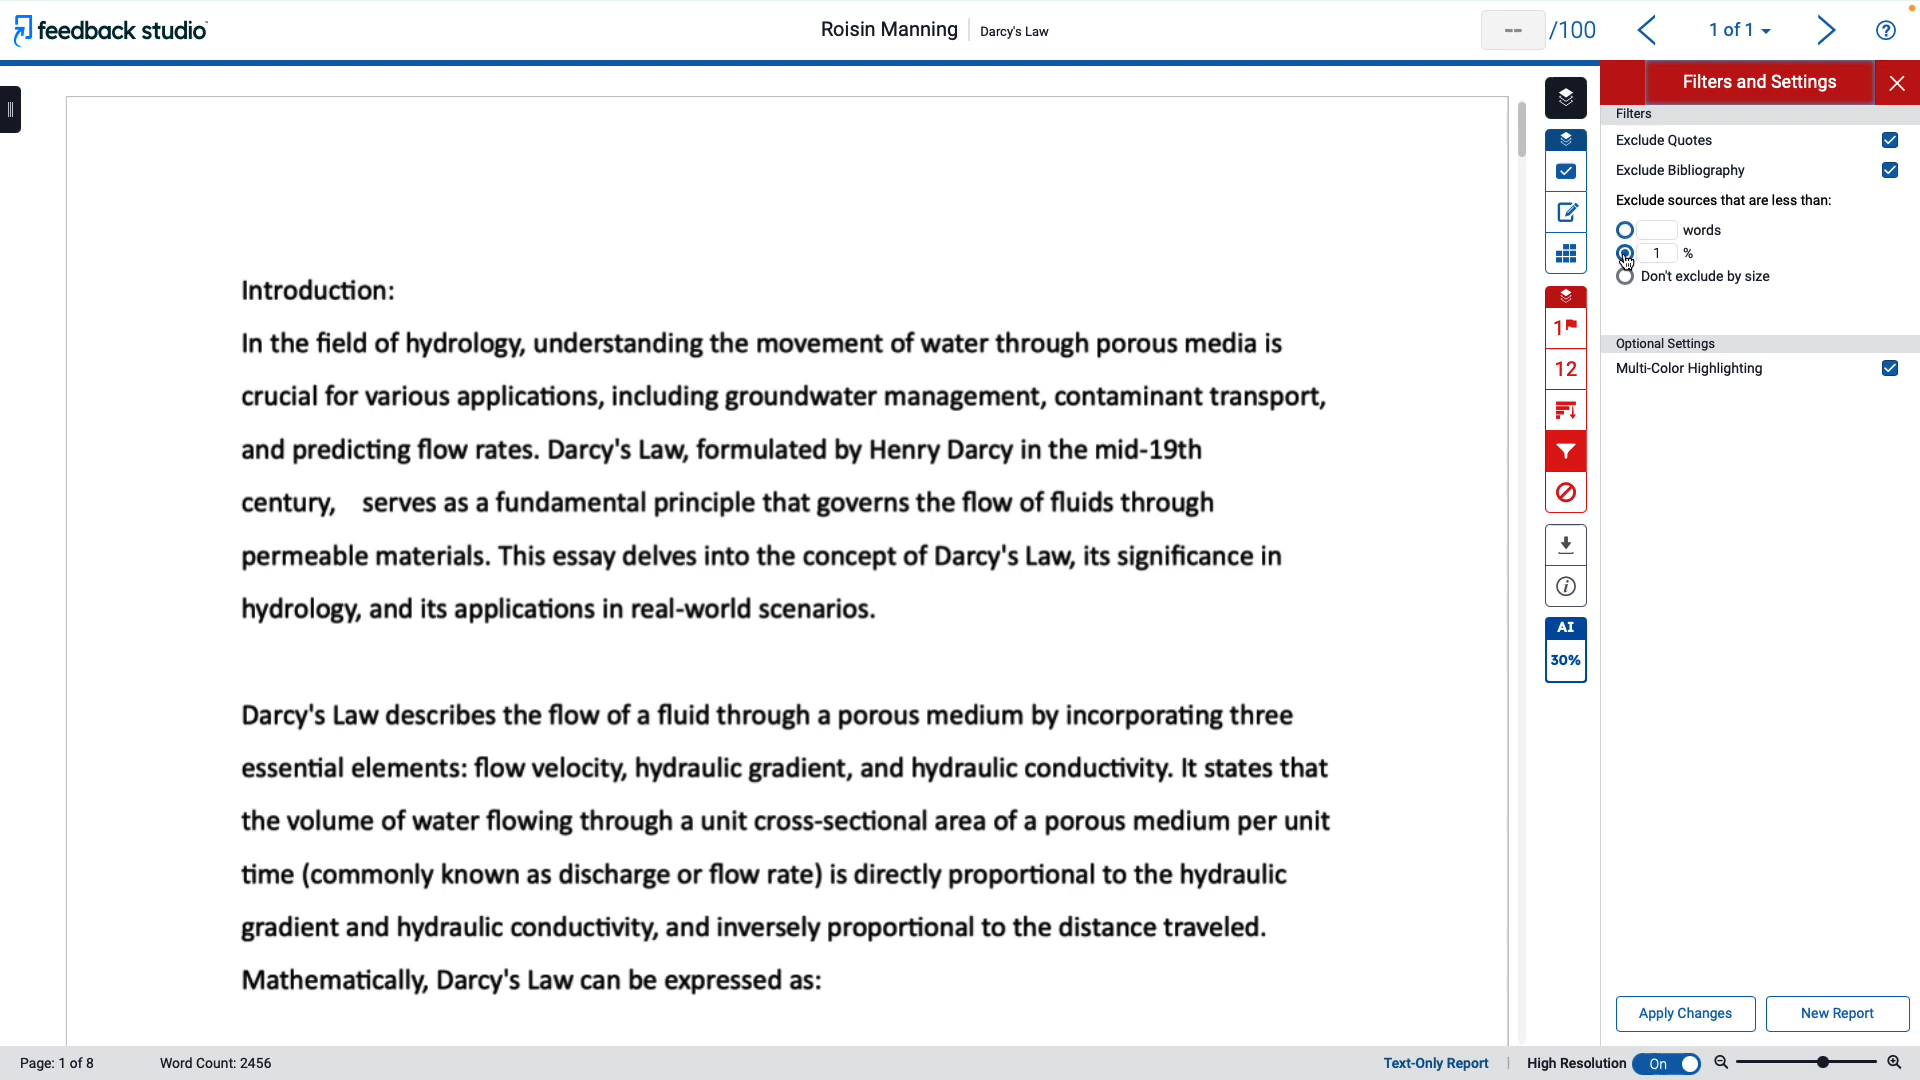 feedback studio
Roisin Manning Darcy's Law
-- /100
1 of 1
Filters and Settings
Filters
Exclude Quotes
Exclude Bibliography
Exclude sources that are less than:
words
1 %
Don't exclude by size
Optional Settings
Multi-Color Highlighting
Apply Changes
New Report
1
12
AI
30%
Introduction:
In the field of hydrology, understanding the movement of water through porous media is
crucial for various applications, including groundwater management, contaminant transport,
and predicting flow rates. Darcy's Law, formulated by Henry Darcy in the mid-19th
century, serves as a fundamental principle that governs the flow of fluids through
permeable materials. This essay delves into the concept of Darcy's Law, its significance in
hydrology, and its applications in real-world scenarios.
Darcy's Law describes the flow of a fluid through a porous medium by incorporating three
essential elements: flow velocity, hydraulic gradient, and hydraulic conductivity. It states that
the volume of water flowing through a unit cross-sectional area of a porous medium per unit
time (commonly known as discharge or flow rate) is directly proportional to the hydraulic
gradient and hydraulic conductivity, and inversely proportional to the distance traveled.
Mathematically, Darcy's Law can be expressed as:
Page: 1 of 8
Word Count: 2456
Text-Only Report
High Resolution On